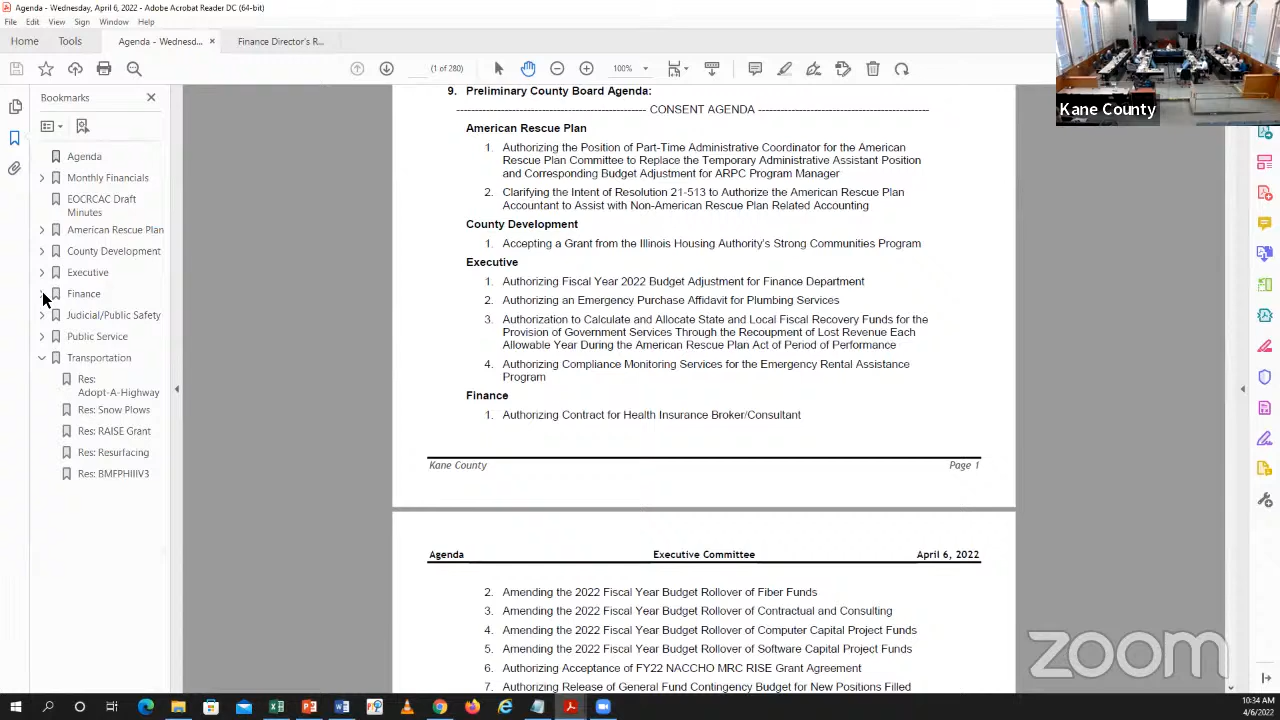 Agenda - Wednesday, April 6, 2022 - Adobe Acrobat Reader DC (64-bit)
File Edit View Sign Window Help
Home Tools Agenda - Wednesd... × Finance Director's R...
(1 of 280) 100%
Kane County
Bookmarks
Agenda
Monthly Financials
EOCRCAC Draft
Minutes
American Rescue Plan
County Development
Executive
Finance
Judicial/Public Safety
Public Service
Transportation
Res:
Adopt-A-Highway
Res: Snow Plows
Res: RAISE Grant
Res: Resurfacing
Res: BMFPHIIIV3
9. Preliminary County Board Agenda:
CONSENT AGENDA
American Rescue Plan
1. Authorizing the Position of Part-Time Administrative Coordinator for the American
Rescue Plan Committee to Replace the Temporary Administrative Assistant Position
and Corresponding Budget Adjustment for ARPC Program Manager
2. Clarifying the Intent of Resolution 21-513 to Authorize the American Rescue Plan
Accountant to Assist with Non-American Rescue Plan Related Accounting
County Development
1. Accepting a Grant from the Illinois Housing Authority's Strong Communities Program
Executive
1. Authorizing Fiscal Year 2022 Budget Adjustment for Finance Department
2. Authorizing an Emergency Purchase Affidavit for Plumbing Services
3. Authorization to Calculate and Allocate State and Local Fiscal Recovery Funds for the
Provision of Government Services Through the Recoupment of Lost Revenue Each
Allowable Year During the American Rescue Plan Act of Period of Performance
4. Authorizing Compliance Monitoring Services for the Emergency Rental Assistance
Program
Finance
1. Authorizing Contract for Health Insurance Broker/Consultant
Kane County Page 1
Agenda Executive Committee April 6, 2022
2. Amending the 2022 Fiscal Year Budget Rollover of Fiber Funds
3. Amending the 2022 Fiscal Year Budget Rollover of Contractual and Consulting
4. Amending the 2022 Fiscal Year Budget Rollover of Computer Capital Project Funds
5. Amending the 2022 Fiscal Year Budget Rollover of Software Capital Project Funds
6. Authorizing Acceptance of FY22 NACCHO MRC RISE Grant Agreement
7. Authorizing Release of General Fund Contingency Budget for New Positions Filled
zoom
10:34 AM
4/6/2022